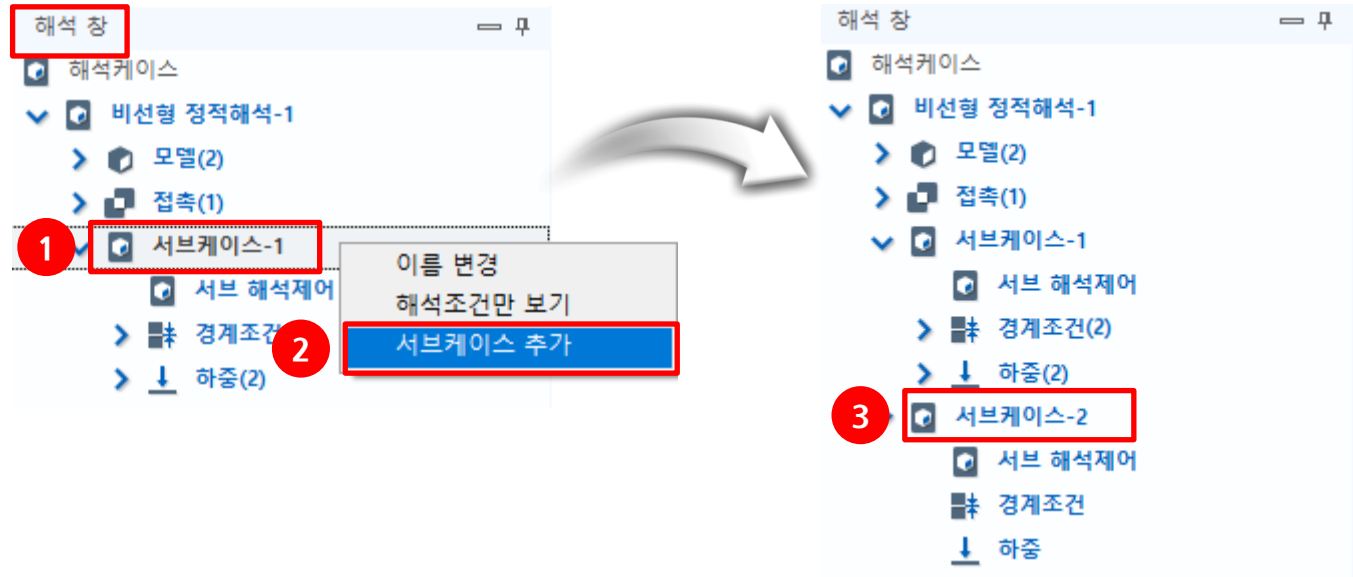 해석 창
해석케이스
비선형 정적해석-1
모델(2)
접촉(1)
1
서브케이스-1
이름 변경
해석조건만 보기
서브케이스 추가
서브 해석제어
경계조건
2
하중(2)
해석 창
해석케이스
비선형 정적해석-1
모델(2)
접촉(1)
서브케이스-1
서브 해석제어
경계조건(2)
하중(2)
3
서브케이스-2
서브 해석제어
경계조건
하중